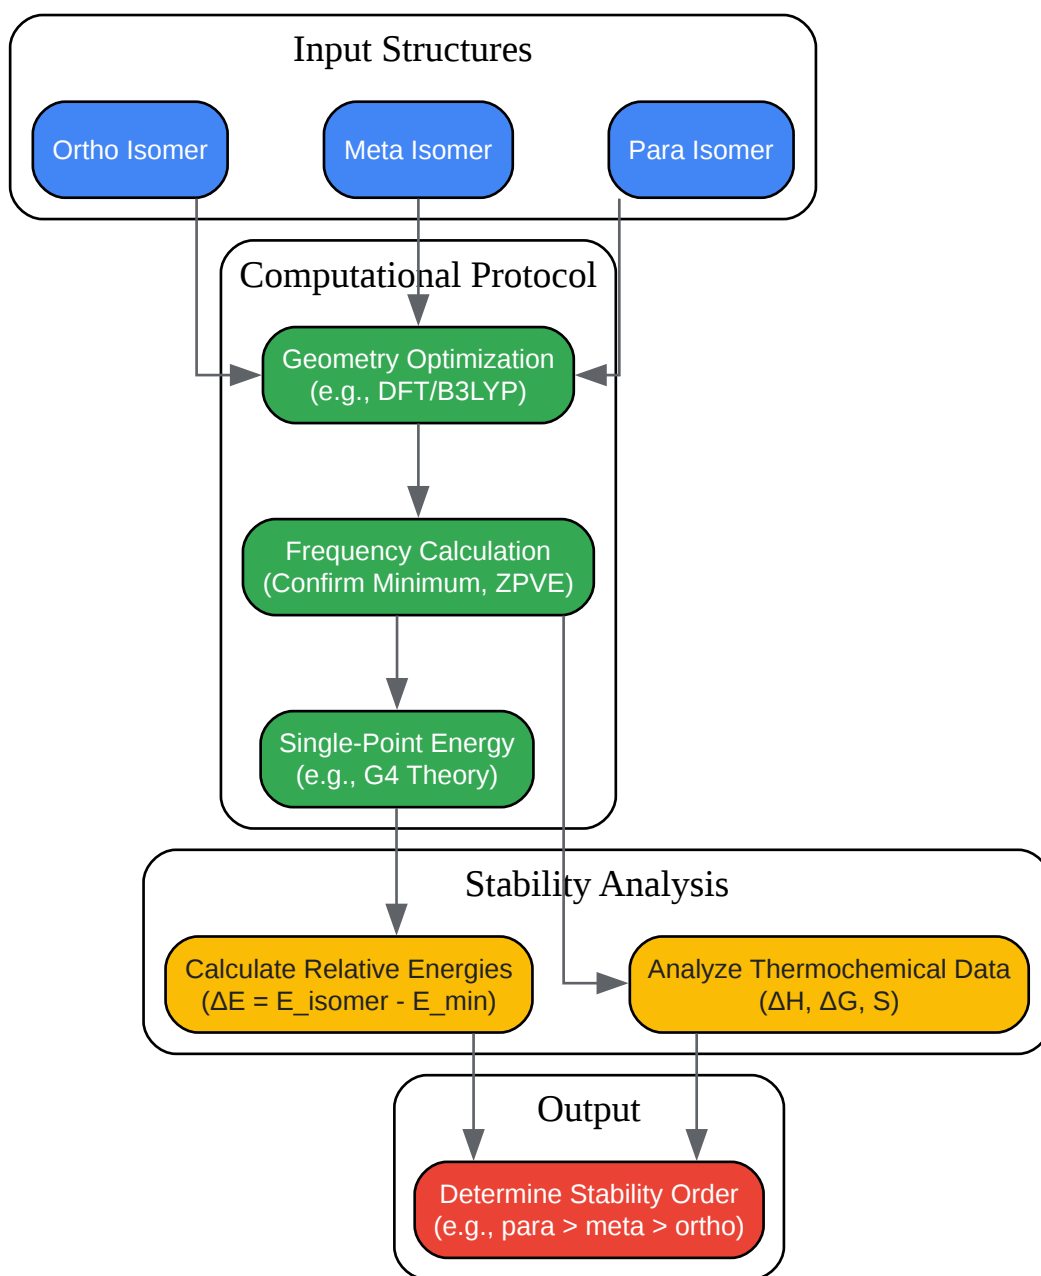 Input Structures
Ortho Isomer
Meta Isomer
Para Isomer
Computational Protocol
Geometry Optimization
(e.g., DFT/B3LYP)
Frequency Calculation
(Confirm Minimum, ZPVE)
Single-Point Energy
(e.g., G4 Theory)
Stability Analysis
Calculate Relative Energies
(ΔE = E_isomer - E_min)
Analyze Thermochemical Data
(ΔH, ΔG, S)
Output
Determine Stability Order
(e.g., para > meta > ortho)